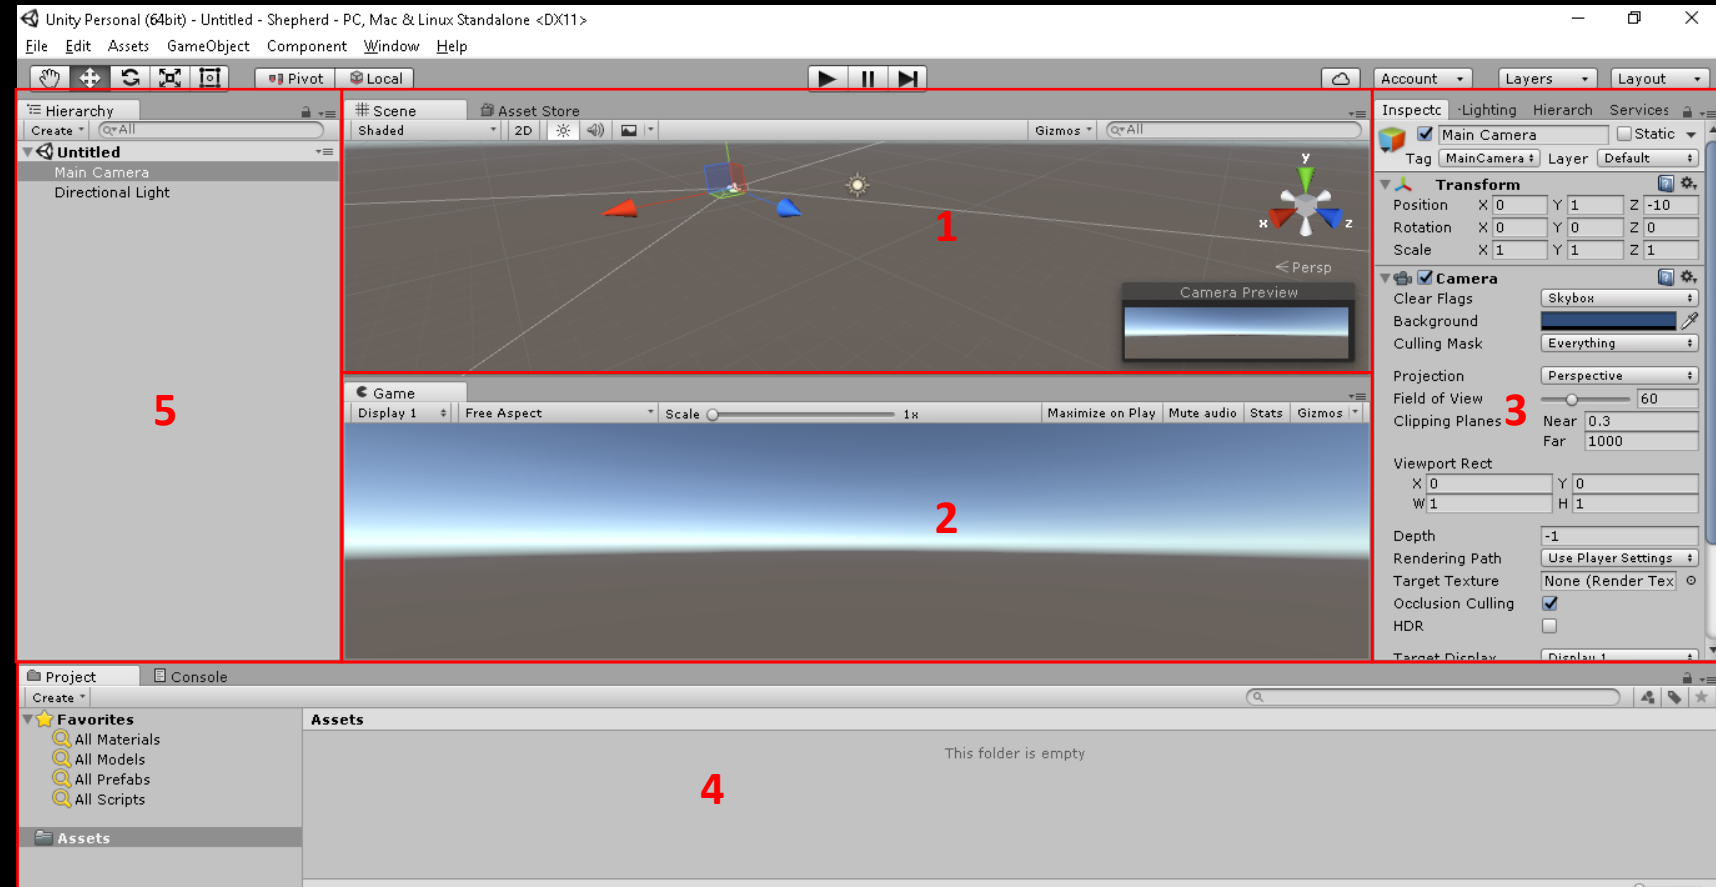 Unity Personal (64bit) - Untitled - Shepherd - PC, Mac & Linux Standalone <DX11>
File Edit Assets GameObject Component Window Help
Pivot Local Account Layers Layout
Hierarchy
Create All
Untitled
Main Camera
Directional Light
5
Scene Asset Store
Shaded 2D Gizmos All
y
x z
1
Persp
Camera Preview
Game
Display 1 Free Aspect Scale 1x Maximize on Play Mute audio Stats Gizmos
2
Inspectc Lighting Hierarch Services
Main Camera Static
Tag MainCamera Layer Default
Transform
Position X 0 Y 1 Z -10
Rotation X 0 Y 0 Z 0
Scale X 1 Y 1 Z 1
Camera
Clear Flags Skybox
Background
Culling Mask Everything
Projection Perspective
Field of View 60
3
Clipping Planes Near 0.3
Far 1000
Viewport Rect
X 0 Y 0
W 1 H 1
Depth -1
Rendering Path Use Player Settings
Target Texture None (Render Tex
Occlusion Culling
HDR
Target Display Display 1
Project Console
Create
Favorites
All Materials
All Models
All Prefabs
All Scripts
Assets
Assets
This folder is empty
4